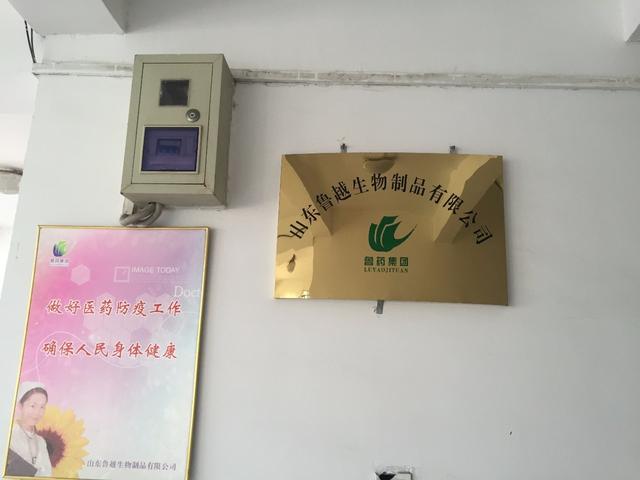 山东鲁越生物制品有限公司
鲁药集团
LUYAOJITUAN
IMAGE TODAY
Doct
做好医药防疫工作
确保人民身体健康
山东鲁越生物制品有限公司